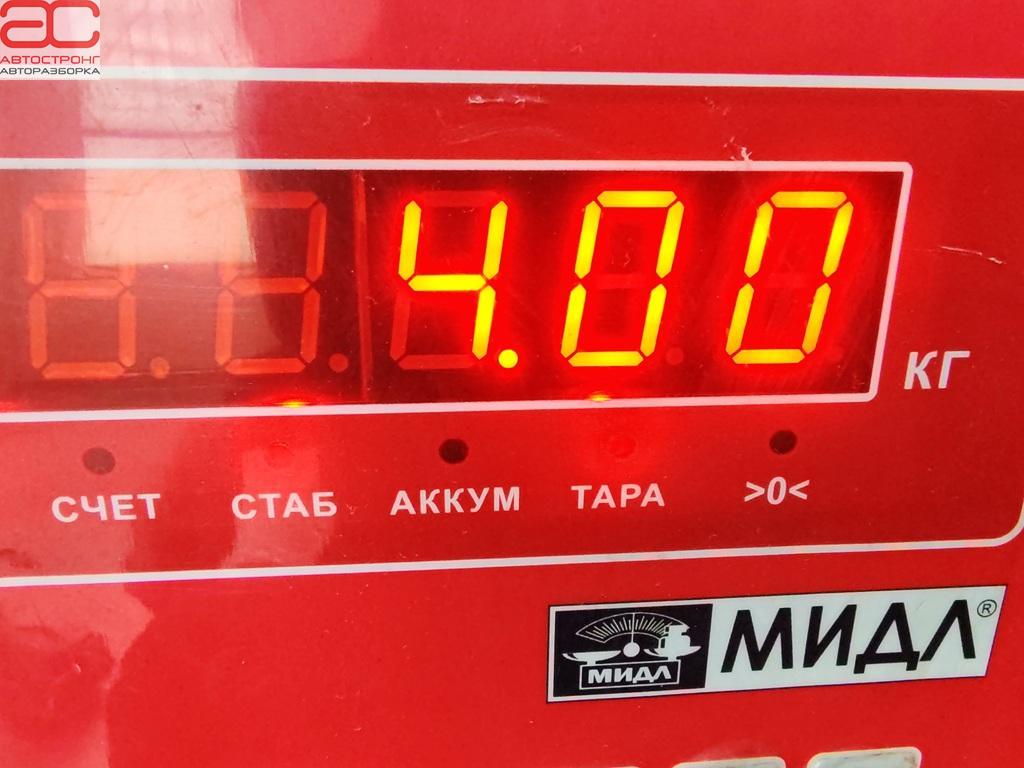 АС
АВТОСТРОНГ
АВТОРАЗБОРКА
4.00
КГ
СЧЕТ СТАБ АККУМ ТАРА >0<
МИДЛ МИДЛ®